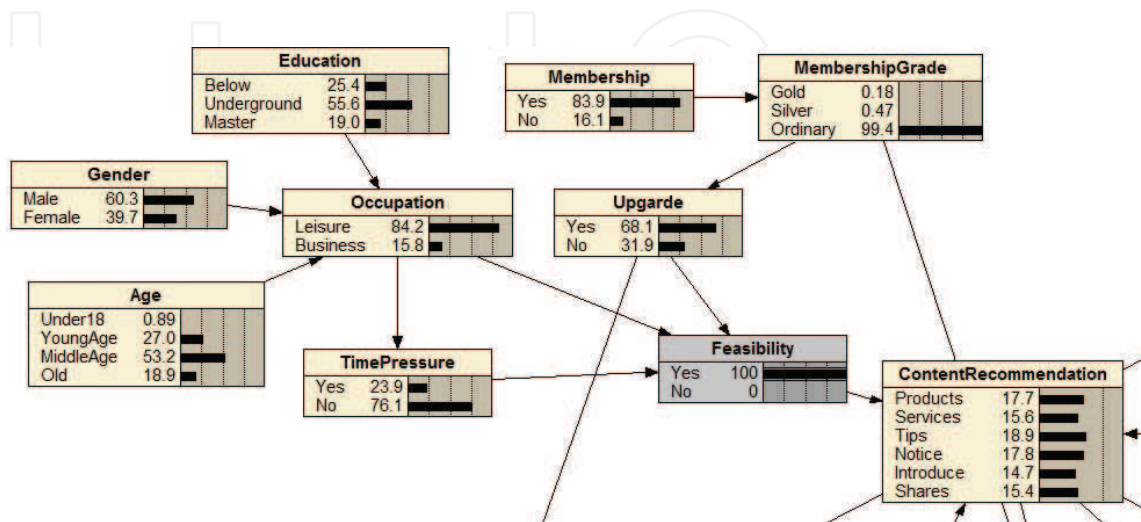 Education
Below 25.4
Underground 55.6
Master 19.0
Membership
Yes 83.9
No 16.1
MembershipGrade
Gold 0.18
Silver 0.47
Ordinary 99.4
Gender
Male 60.3
Female 39.7
Occupation
Leisure 84.2
Business 15.8
Upgarde
Yes 68.1
No 31.9
Age
Under18 0.89
YoungAge 27.0
MiddleAge 53.2
Old 18.9
TimePressure
Yes 23.9
No 76.1
Feasibility
Yes 100
No 0
ContentRecommendation
Products 17.7
Services 15.6
Tips 18.9
Notice 17.8
Introduce 14.7
Shares 15.4